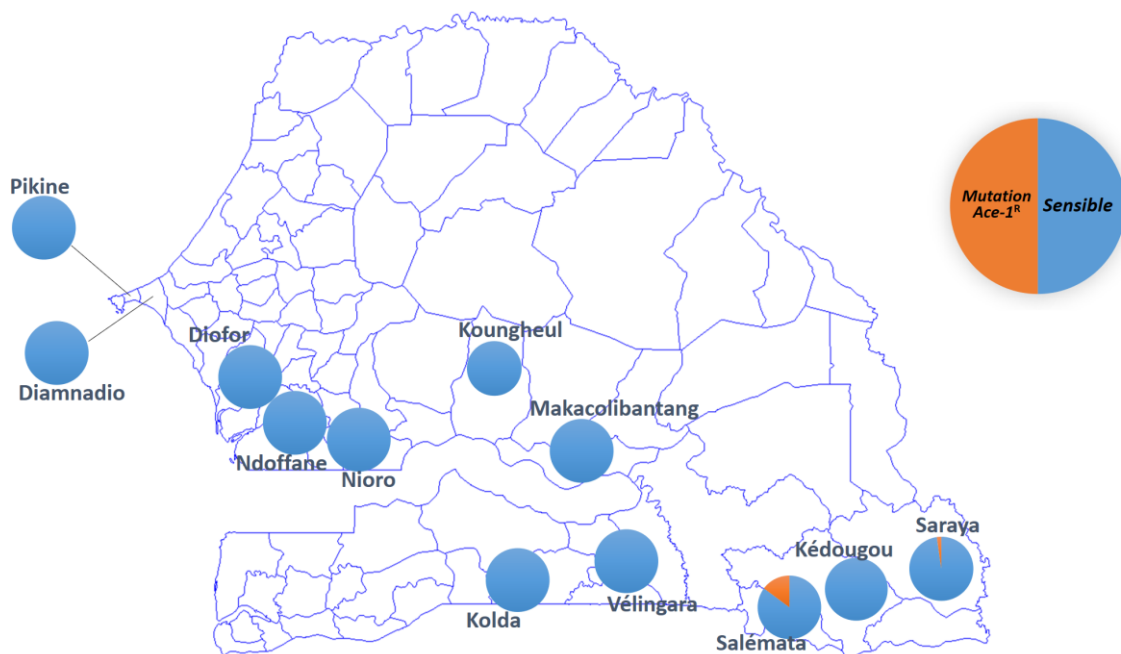 Pikine
Mutation
Ace-1ᴿ
Sensible
Diofor
Koungheul
Diamnadio
Makacolibantang
Ndoffane
Nioro
Saraya
Kédougou
Kolda
Vélingara
Salémata